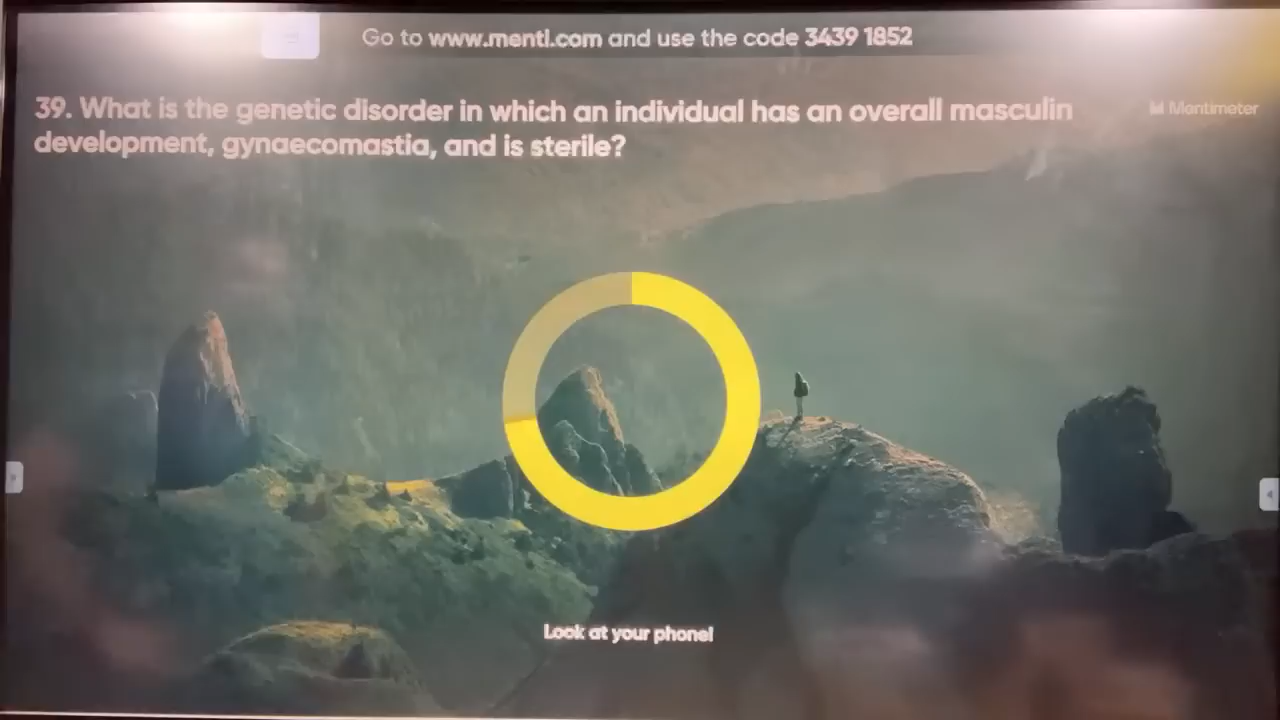 Go to www.menti.com and use the code 3439 1852
39. What is the genetic disorder in which an individual has an overall masculin
development, gynaecomastia, and is sterile?
Mentimeter
Look at your phone!